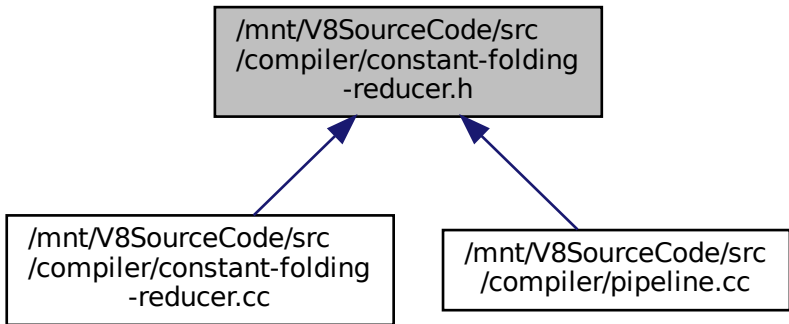 /mnt/V8SourceCode/src
/compiler/constant-folding
-reducer.h
/mnt/V8SourceCode/src
/compiler/constant-folding
-reducer.cc
/mnt/V8SourceCode/src
/compiler/pipeline.cc